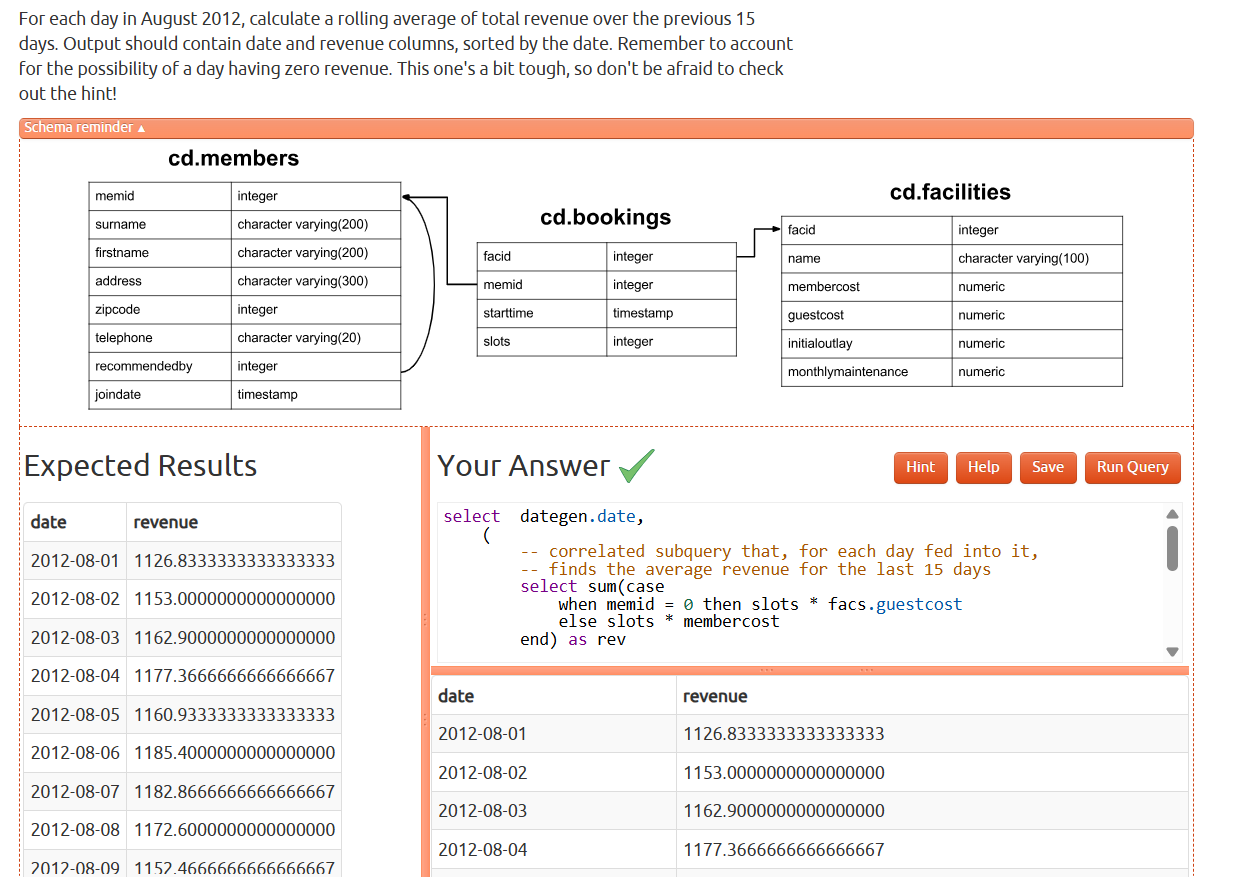 For each day in August 2012, calculate a rolling average of total revenue over the previous 15
days. Output should contain date and revenue columns, sorted by the date. Remember to account
for the possibility of a day having zero revenue. This one's a bit tough, so don't be afraid to check
out the hint!
Schema reminder ▲
cd.members
memid integer
surname character varying(200)
firstname character varying(200)
address character varying(300)
zipcode integer
telephone character varying(20)
recommendedby integer
joindate timestamp
cd.bookings
facid integer
memid integer
starttime timestamp
slots integer
cd.facilities
facid integer
name character varying(100)
membercost numeric
guestcost numeric
initialoutlay numeric
monthlymaintenance numeric
Expected Results
date revenue
2012-08-01 1126.8333333333333333
2012-08-02 1153.0000000000000000
2012-08-03 1162.9000000000000000
2012-08-04 1177.3666666666666667
2012-08-05 1160.9333333333333333
2012-08-06 1185.4000000000000000
2012-08-07 1182.8666666666666667
2012-08-08 1172.6000000000000000
2012-08-09 1152.4666666666666667
Your Answer
Hint Help Save Run Query
select dategen.date,
(
-- correlated subquery that, for each day fed into it,
-- finds the average revenue for the last 15 days
select sum(case
when memid = 0 then slots * facs.guestcost
else slots * membercost
end) as rev
date revenue
2012-08-01 1126.8333333333333333
2012-08-02 1153.0000000000000000
2012-08-03 1162.9000000000000000
2012-08-04 1177.3666666666666667